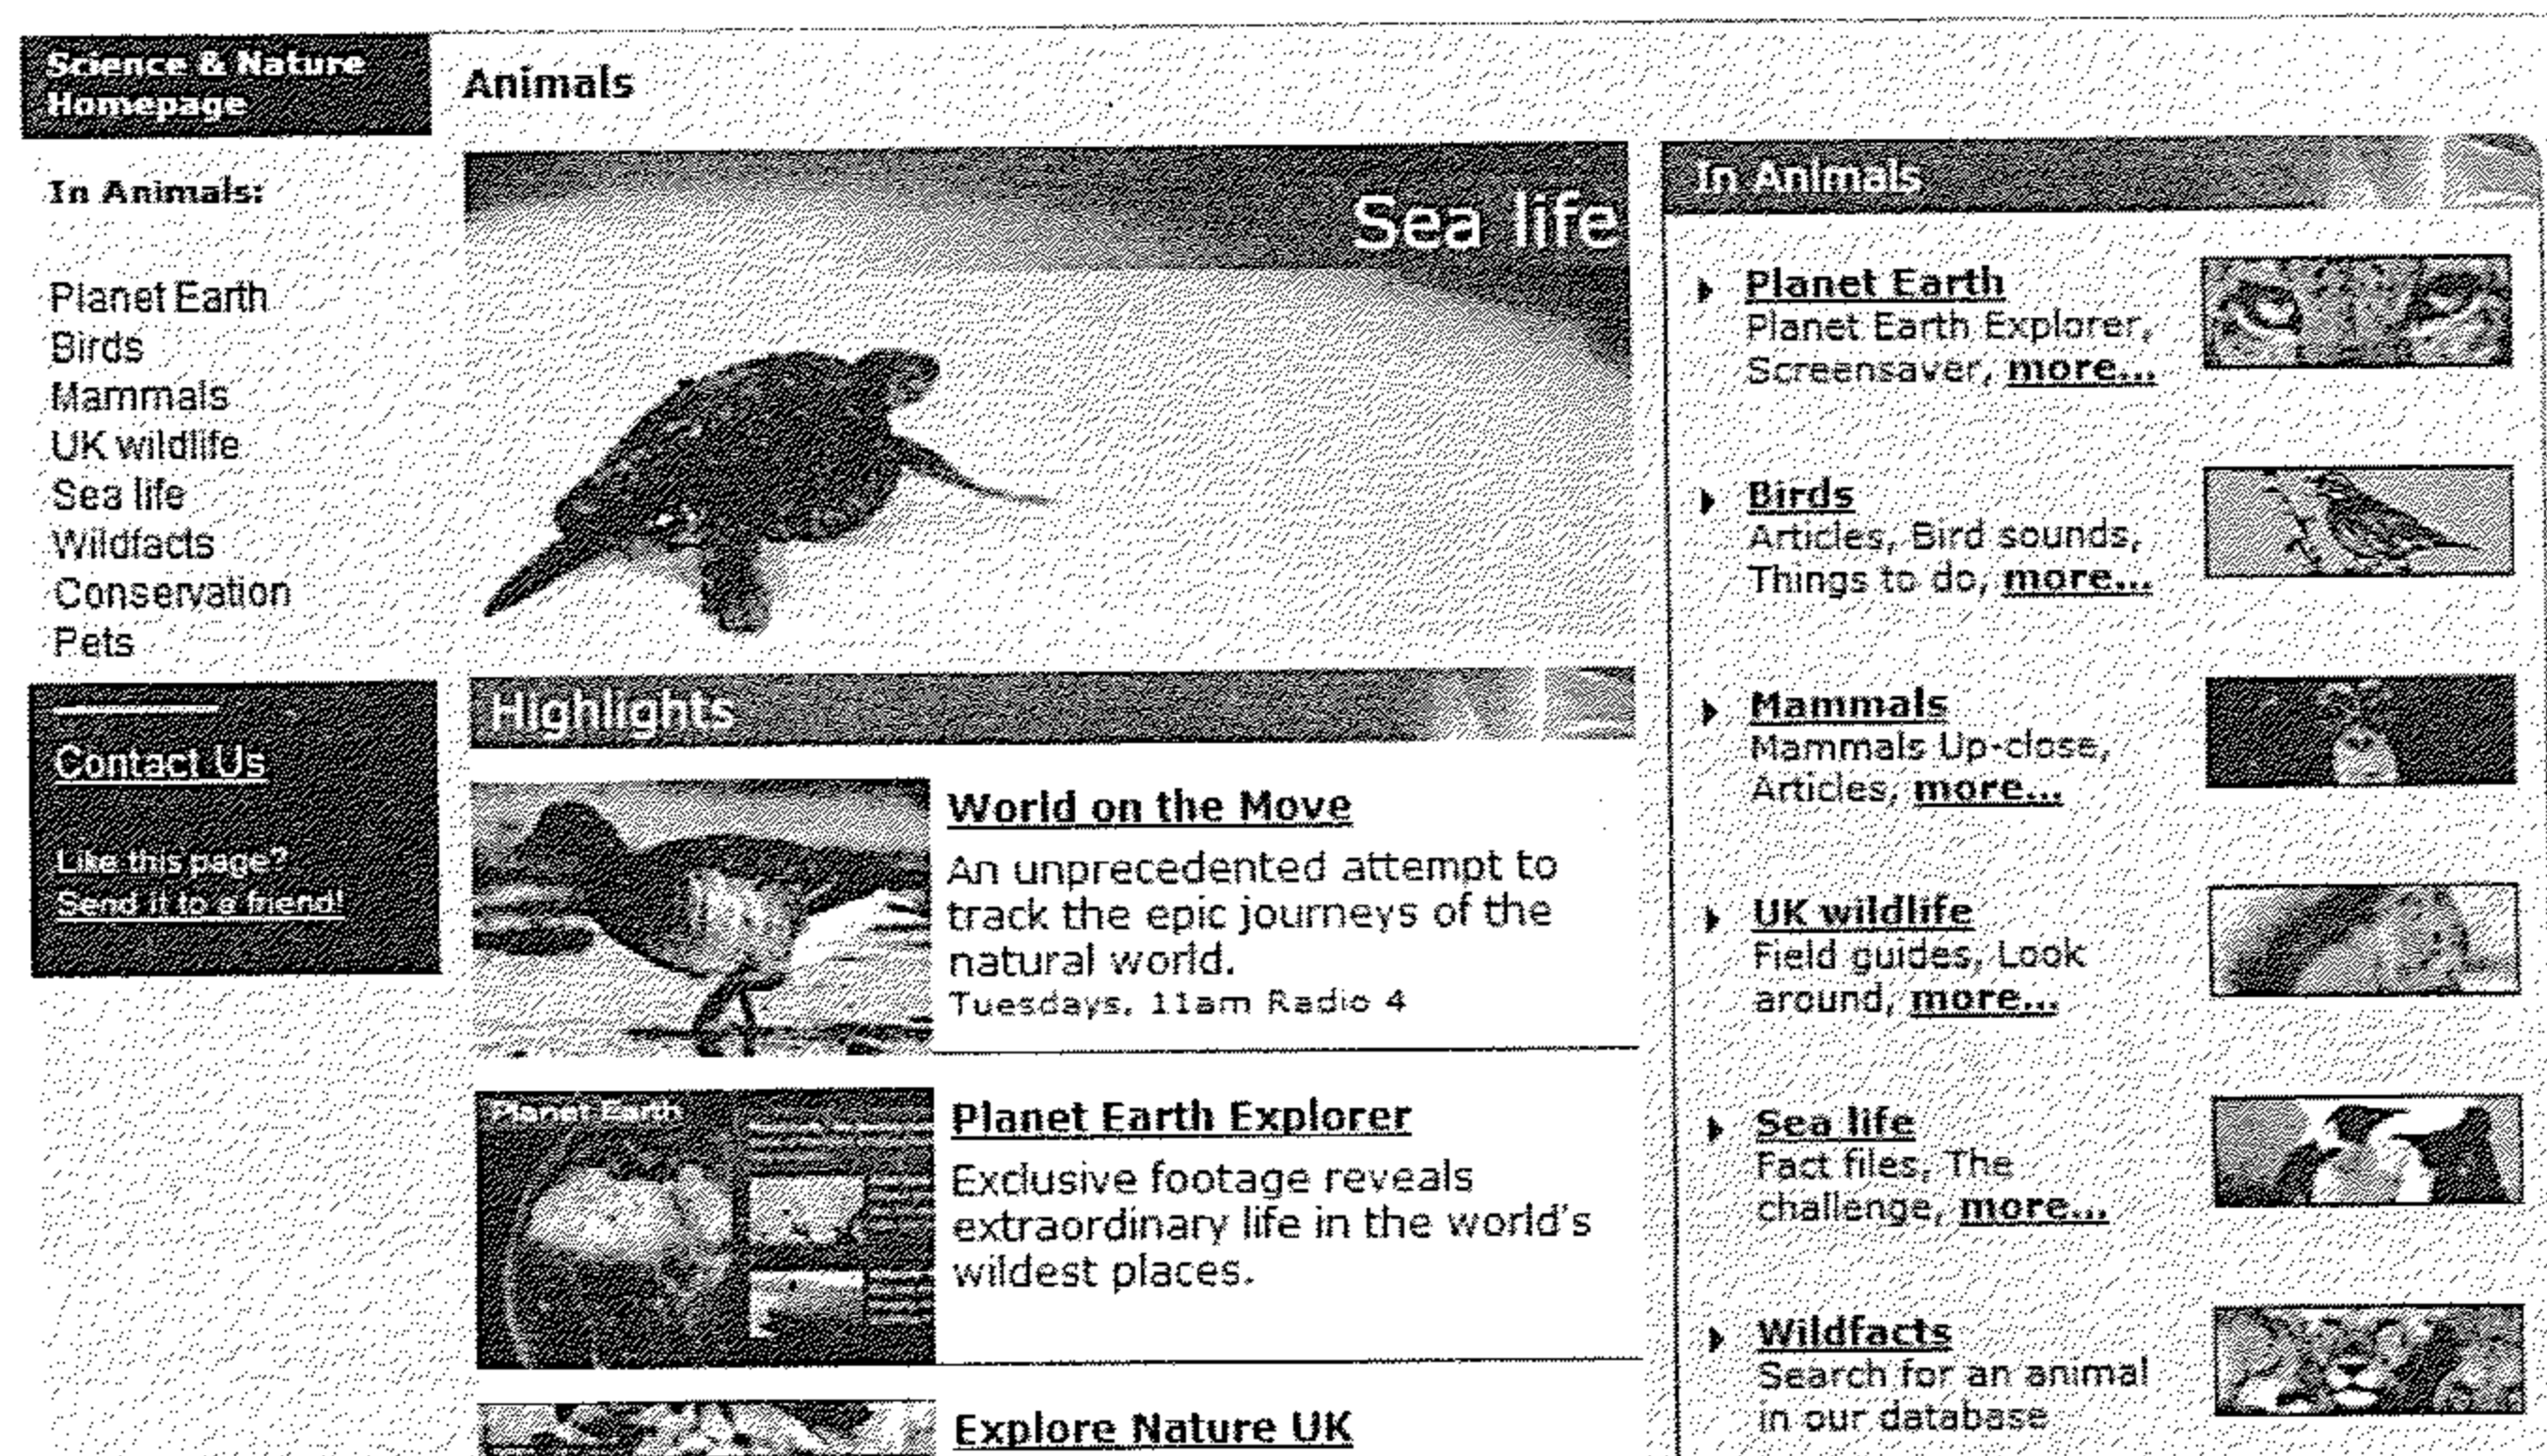 Science & Nature
Homepage
Animals
In Animals:
Planet Earth
Birds
Mammals
UK wildlife
Sea life
Wildfacts
Conservation
Pets
Contact Us
Like this page?
Send it to a friend!
Sea life
Highlights
World on the Move
An unprecedented attempt to
track the epic journeys of the
natural world.
Tuesdays, 11am Radio 4
Planet Earth
Planet Earth Explorer
Exclusive footage reveals
extraordinary life in the world's
wildest places.
Explore Nature UK
In Animals
Planet Earth
Planet Earth Explorer,
Screensaver, more...
Birds
Articles, Bird sounds,
Things to do, more...
Mammals
Mammals Up-close,
Articles, more...
UK wildlife
Field guides, Look
around, more...
Sea life
Fact files, The
challenge, more...
Wildfacts
Search for an animal
in our database